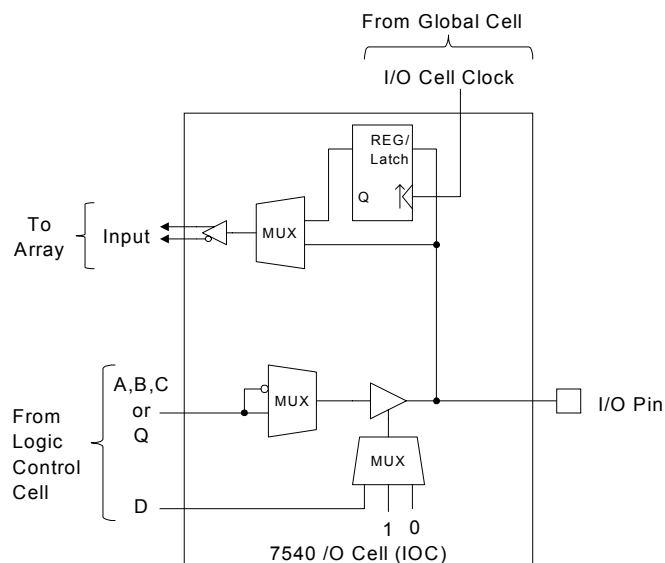 From Global Cell
I/O Cell Clock
REG/
Latch
Q
MUX
To
Array
Input
A,B,C
or
Q
MUX
I/O Pin
From
Logic
Control
Cell
MUX
D
1 0
7540 /O Cell (IOC)